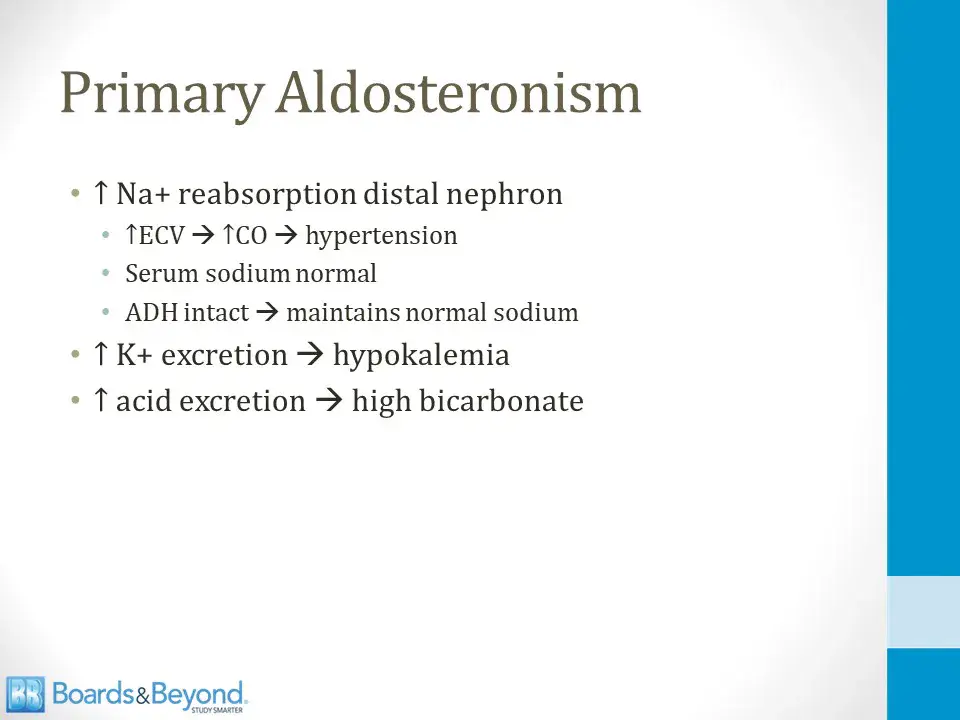 Primary Aldosteronism
• ↑ Na+ reabsorption distal nephron
• ↑ECV → ↑CO → hypertension
• Serum sodium normal
• ADH intact → maintains normal sodium
• ↑ K+ excretion → hypokalemia
• ↑ acid excretion → high bicarbonate
BB Boards&Beyond.
STUDY SMARTER